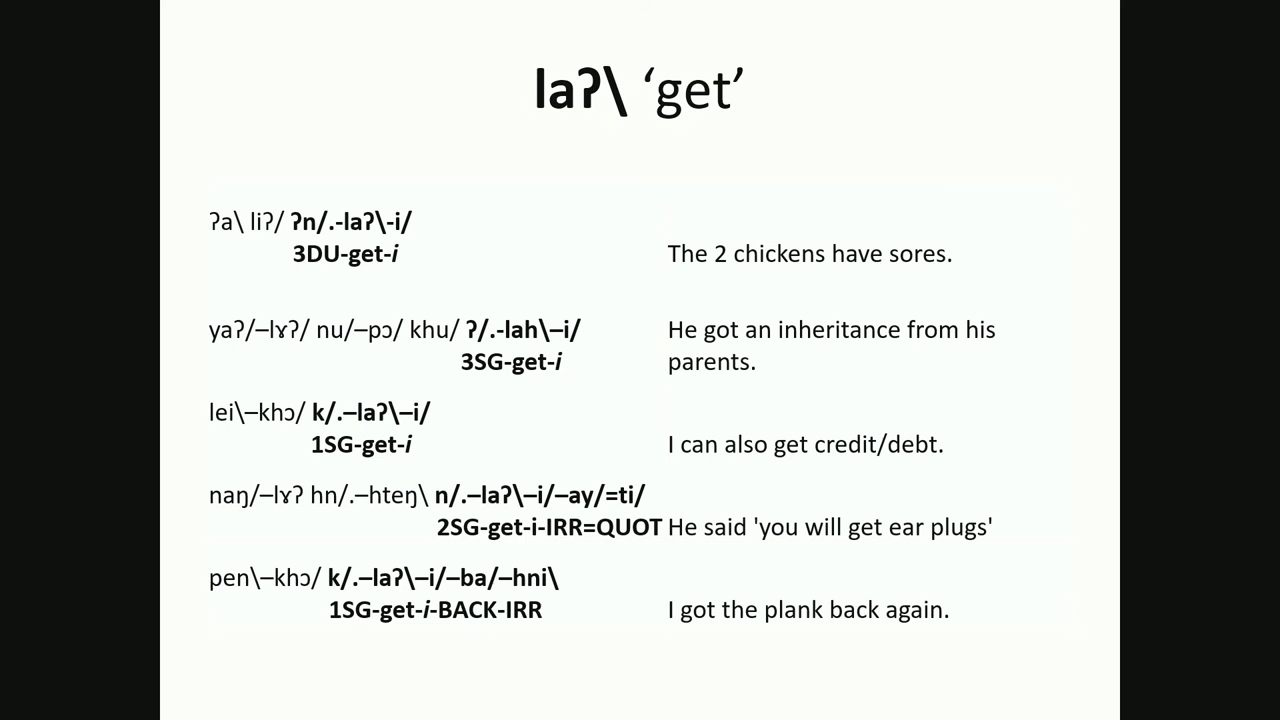 laʔ\ ‘get’
ʔa\ liʔ/ ʔn/.-laʔ\-i/
3DU-get-i The 2 chickens have sores.
yaʔ/–lɤʔ/ nu/–pɔ/ khu/ ʔ/.-lah\–i/ He got an inheritance from his
3SG-get-i parents.
lei\–khɔ/ k/.–laʔ\–i/
1SG-get-i I can also get credit/debt.
naŋ/–lɤʔ hn/.–hteŋ\ n/.–laʔ\–i/–ay/=ti/
2SG-get-i-IRR=QUOT He said 'you will get ear plugs'
pen\–khɔ/ k/.–laʔ\–i/–ba/–hni\
1SG-get-i-BACK-IRR I got the plank back again.